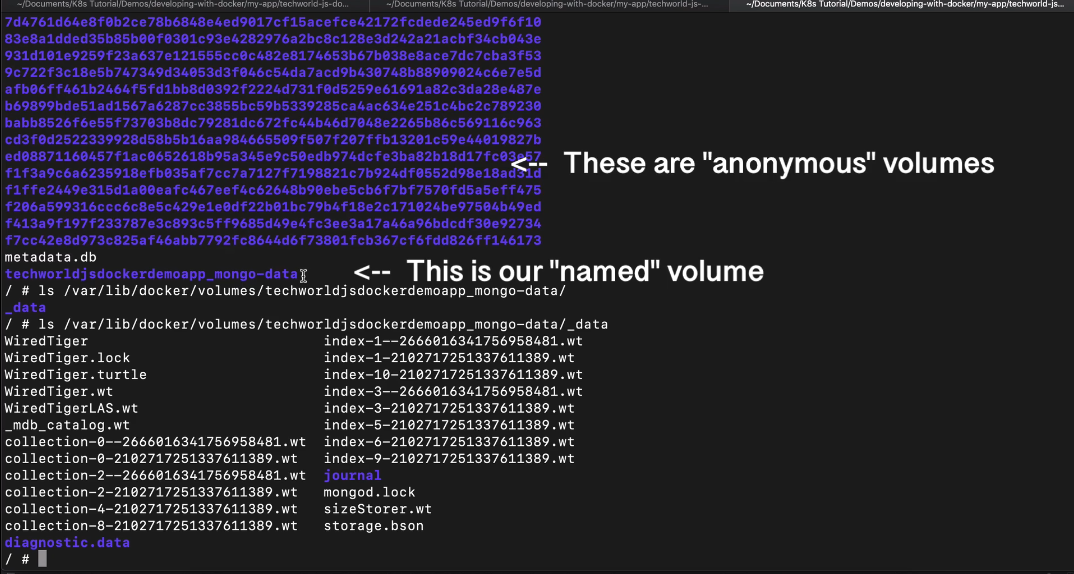 ~/Documents/K8s Tutorial/Demos/developing-with-docker/my-app/techworld-js-do...
~/Documents/K8s Tutorial/Demos/developing-with-docker/my-app/techworld-js-...
~/Documents/K8s Tutorial/Demos/developing-with-docker/my-app/techworld-js-...
7d4761d64e8f0b2ce78b6848e4ed9017cf15acefce42172fcdede245ed9f6f10
83e8a1dded35b85b00f0301c93e4282976a2bc8c128e3d242a21acbf34cb043e
931d101e9259f23a637e121555cc0c482e8174653b67b038e8ace7dc7cba3f53
9c722f3c18e5b747349d34053d3f046c54da7acd9b430748b88909024c6e7e5d
afb06ff461b2464f5fd1bb8d0392f2224d731f0d5259e61691a82c3da28e487e
b69899bde51ad1567a6287cc3855bc59b5339285ca4ac634e251c4bc2c789230
babb8526f6e55f73703b8dc79281dc672fc44b46d7048e2265b86c569116c963
cd3f0d2522339928d58b5b16aa984665509f507f207ffb13201c59e44019827b
<-- These are "anonymous" volumes
f1f3a9c6a6235918efb035af7cc7a7127f7198821c7b924df0552d98e18ad31d
f1ffe2449e315d1a00eafc467eef4c62648b90ebe5cb6f7bf7570fd5a5eff475
f206a599316ccc6c8e5c429e1e0df22b01bc79b4f18e2c171024be97504b49ed
f413a9f197f233787e3c893c5ff9685d49e4fc3ee3a17a46a96bdcdf30e92734
f7cc42e8d973c825af46abb7792fc8644d6f73801fcb367cf6fdd826ff146173
metadata.db
techworldjsdockerdemoapp_mongo-data <-- This is our "named" volume
/ # ls /var/lib/docker/volumes/techworldjsdockerdemoapp_mongo-data/
_data
/ # ls /var/lib/docker/volumes/techworldjsdockerdemoapp_mongo-data/_data
WiredTiger index-1--2666016341756958481.wt
WiredTiger.lock index-1-2102717251337611389.wt
WiredTiger.turtle index-10-2102717251337611389.wt
WiredTiger.wt index-3--2666016341756958481.wt
WiredTigerLAS.wt index-3-2102717251337611389.wt
_mdb_catalog.wt index-5-2102717251337611389.wt
collection-0--2666016341756958481.wt index-6-2102717251337611389.wt
collection-0-2102717251337611389.wt index-9-2102717251337611389.wt
collection-2--2666016341756958481.wt journal
collection-2-2102717251337611389.wt mongod.lock
collection-4-2102717251337611389.wt sizeStorer.wt
collection-8-2102717251337611389.wt storage.bson
diagnostic.data
/ #